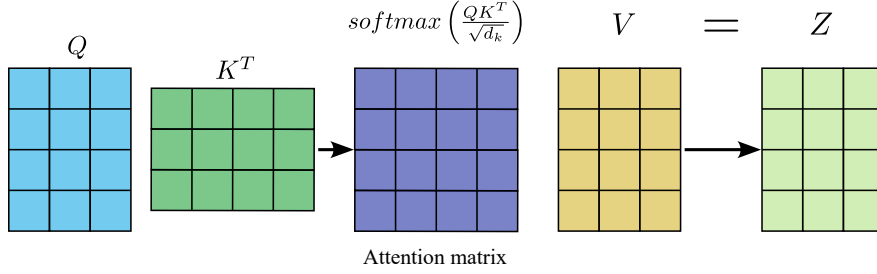 Q
K^T
softmax(QK^T/√d_k)
V
=
Z
Attention matrix